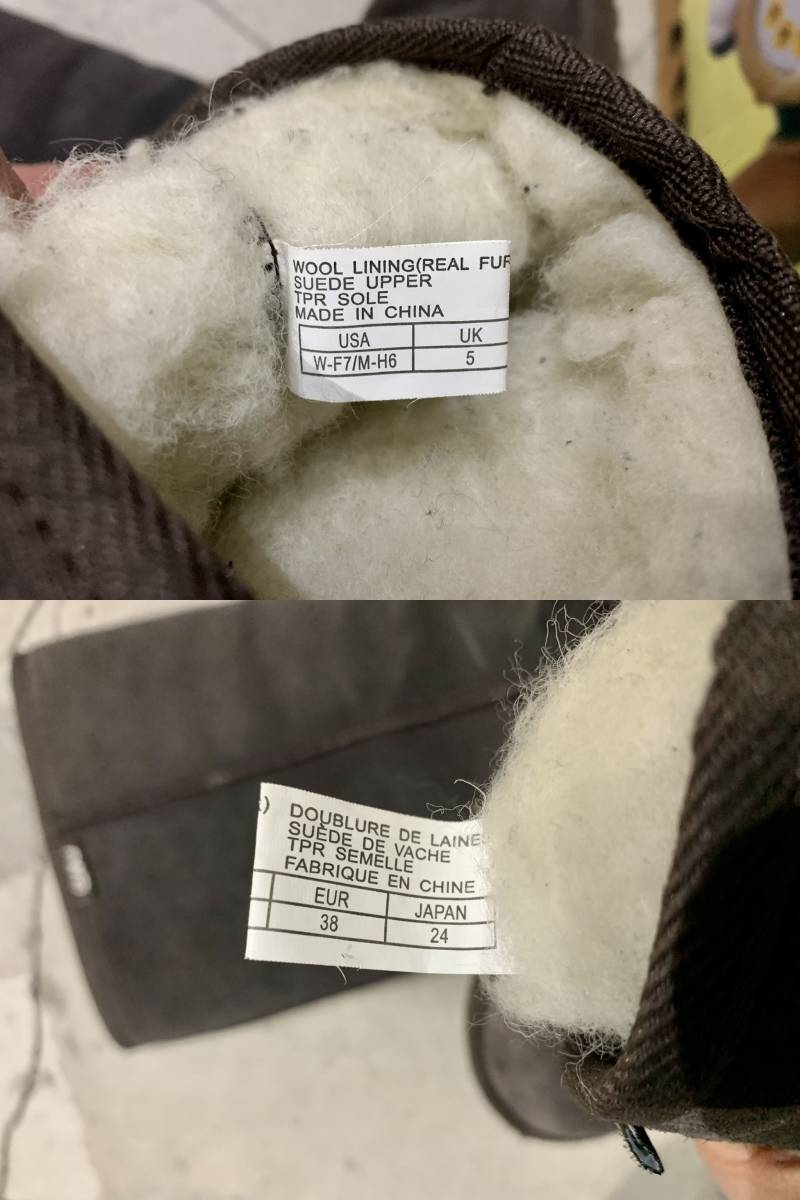 WOOL LINING(REAL FUR
SUEDE UPPER
TPR SOLE
MADE IN CHINA
USA UK
W-F7/M-H6 5
) DOUBLURE DE LAINE
SUÈDE DE VACHE
TPR SEMELLE
FABRIQUE EN CHINE
EUR JAPAN
38 24